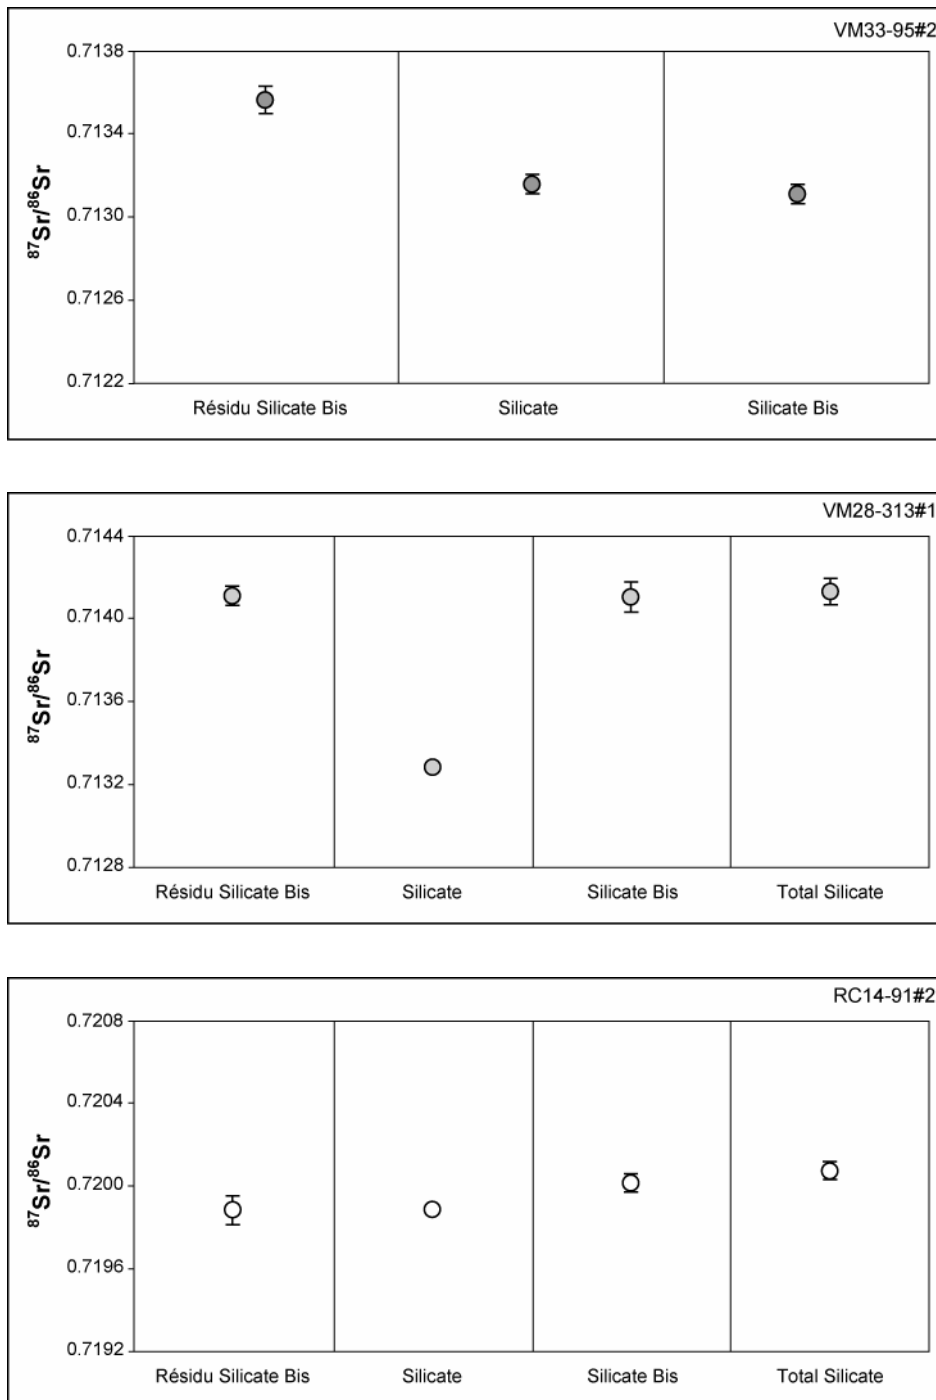 VM33-95#2
0.7138
0.7134
0.7130
0.7126
0.7122
87Sr/86Sr
Résidu Silicate Bis Silicate Silicate Bis
VM28-313#1
0.7144
0.7140
0.7136
0.7132
0.7128
87Sr/86Sr
Résidu Silicate Bis Silicate Silicate Bis Total Silicate
RC14-91#2
0.7208
0.7204
0.7200
0.7196
0.7192
87Sr/86Sr
Résidu Silicate Bis Silicate Silicate Bis Total Silicate